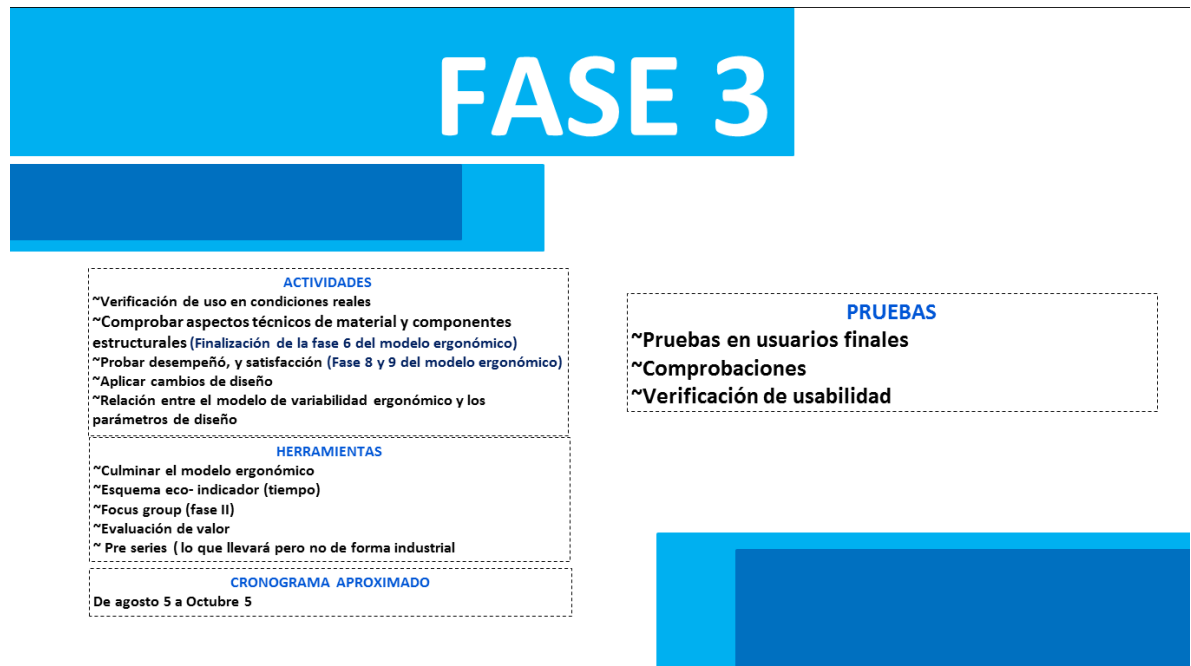 FASE 3
ACTIVIDADES
~Verificación de uso en condiciones reales
~Comprobar aspectos técnicos de material y componentes
estructurales (Finalización de la fase 6 del modelo ergonómico)
~Probar desempeñó, y satisfacción (Fase 8 y 9 del modelo ergonómico)
~Aplicar cambios de diseño
~Relación entre el modelo de variabilidad ergonómico y los
parámetros de diseño
HERRAMIENTAS
~Culminar el modelo ergonómico
~Esquema eco- indicador (tiempo)
~Focus group (fase II)
~Evaluación de valor
~ Pre series ( lo que llevará pero no de forma industrial
CRONOGRAMA APROXIMADO
De agosto 5 a Octubre 5
PRUEBAS
~Pruebas en usuarios finales
~Comprobaciones
~Verificación de usabilidad